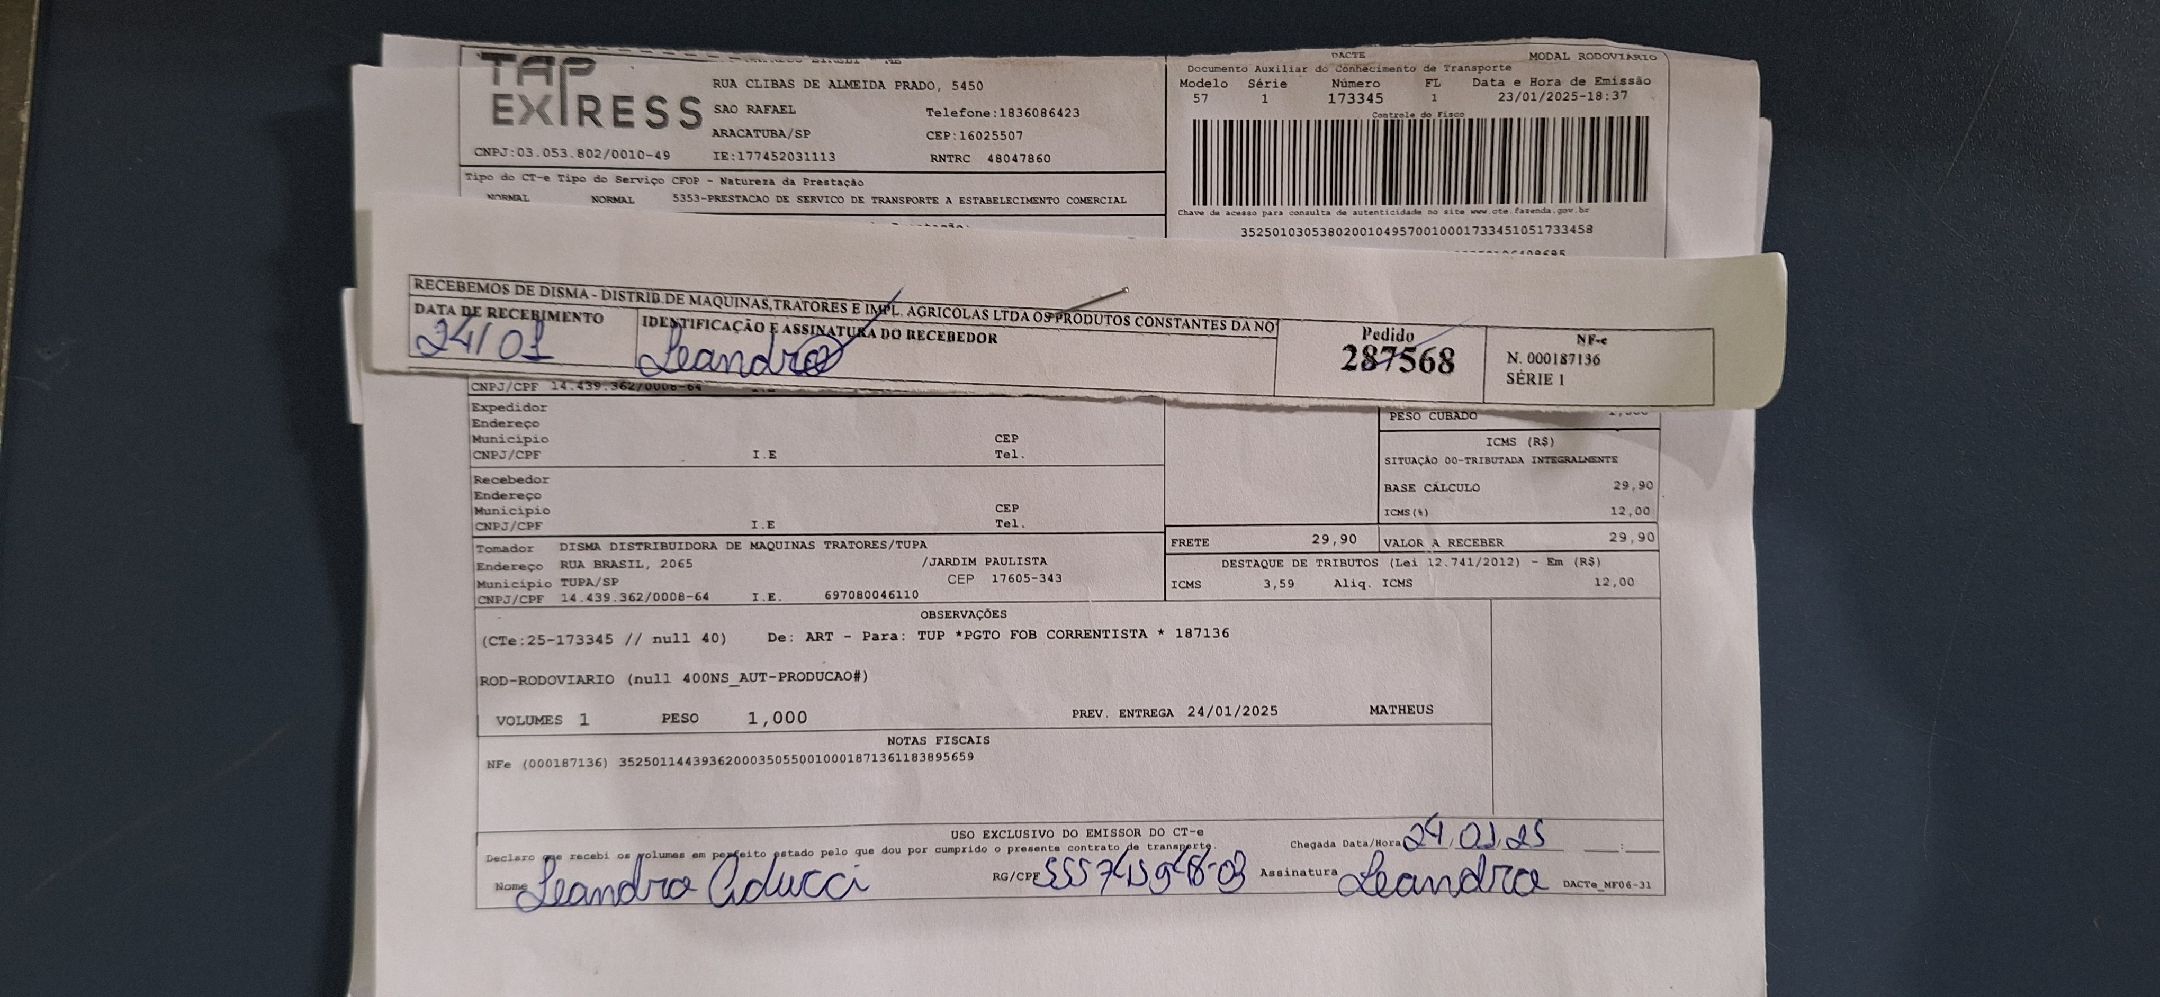 DACTE MODAL RODOVIARIO
TAP EXPRESS
RUA CLIBAS DE ALMEIDA PRADO, 5450
SAO RAFAEL Telefone:1836086423
ARACATUBA/SP CEP:16025507
CNPJ:03.053.802/0010-49 IE:177452031113 RNTRC 48047860
Documento Auxiliar do Conhecimento de Transporte
Modelo Série Número FL Data e Hora de Emissão
57 1 173345 1 23/01/2025-18:37
Controle do Fisco
Tipo do CT-e Tipo do Serviço CFOP - Natureza da Prestação
NORMAL NORMAL 5353-PRESTACAO DE SERVICO DE TRANSPORTE A ESTABELECIMENTO COMERCIAL
Chave de acesso para consulta de autenticidade no site www.cte.fazenda.gov.br
35250103053802001049570010001733451051733458
RECEBEMOS DE DISMA - DISTRIB.DE MAQUINAS,TRATORES E IMPL. AGRICOLAS LTDA OS PRODUTOS CONSTANTES DA NO
DATA DE RECEBIMENTO IDENTIFICAÇÃO E ASSINATURA DO RECEBEDOR
24/01 Leandro
Pedido
287568
NF-e
N. 000187136
SÉRIE 1
CNPJ/CPF 14.439.362/0008-64
PESO CUBADO
Expedidor
Endereço
Município CEP
CNPJ/CPF I.E Tel.
ICMS (R$)
SITUAÇÃO 00-TRIBUTADA INTEGRALMENTE
BASE CÁLCULO 29,90
ICMS(%) 12,00
Recebedor
Endereço
Município CEP
CNPJ/CPF I.E Tel.
FRETE 29,90 VALOR A RECEBER 29,90
Tomador DISMA DISTRIBUIDORA DE MAQUINAS TRATORES/TUPA
Endereço RUA BRASIL, 2065 /JARDIM PAULISTA
Município TUPA/SP CEP 17605-343
CNPJ/CPF 14.439.362/0008-64 I.E. 697080046110
DESTAQUE DE TRIBUTOS (Lei 12.741/2012) - Em (R$)
ICMS 3,59 Aliq. ICMS 12,00
OBSERVAÇÕES
(CTe:25-173345 // null 40) De: ART - Para: TUP *PGTO FOB CORRENTISTA * 187136
ROD-RODOVIARIO (null 400NS_AUT-PRODUCAO#)
VOLUMES 1 PESO 1,000 PREV. ENTREGA 24/01/2025 MATHEUS
NOTAS FISCAIS
NFe (000187136) 35250114439362000350550010001871361183895659
USO EXCLUSIVO DO EMISSOR DO CT-e
Declaro que recebi os volumes em perfeito estado pelo que dou por cumprido o presente contrato de transporte.
Chegada Data/Hora 24.01.25 __:__
Nome Leandro RG/CPF Assinatura Leandro DACTe_MF06-31